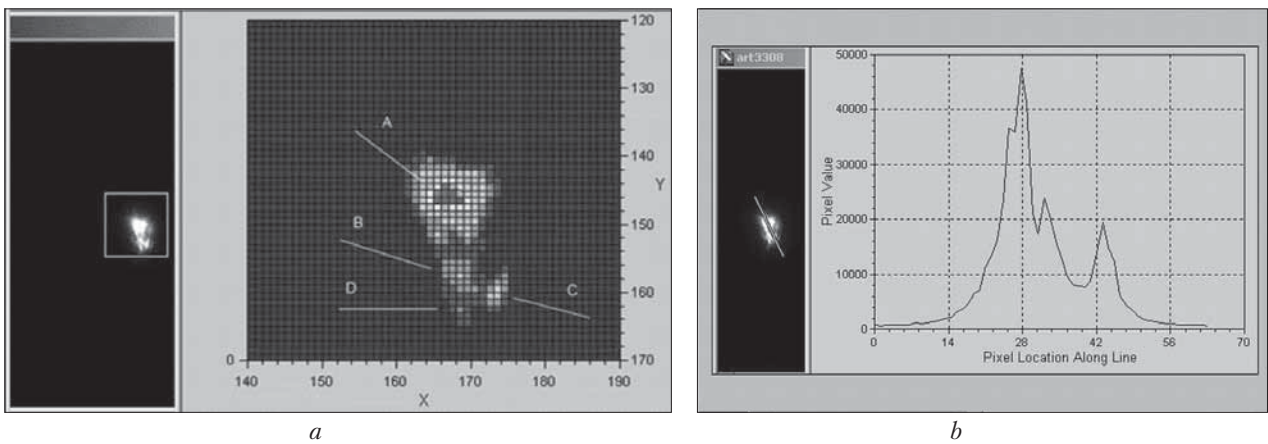 120
130
140
150
160
170
Y
A
B
D
C
0
140
150
160
170
180
190
X
a
art3308
50000
40000
30000
20000
10000
0
Pixel Value
0
14
28
42
56
70
Pixel Location Along Line
b